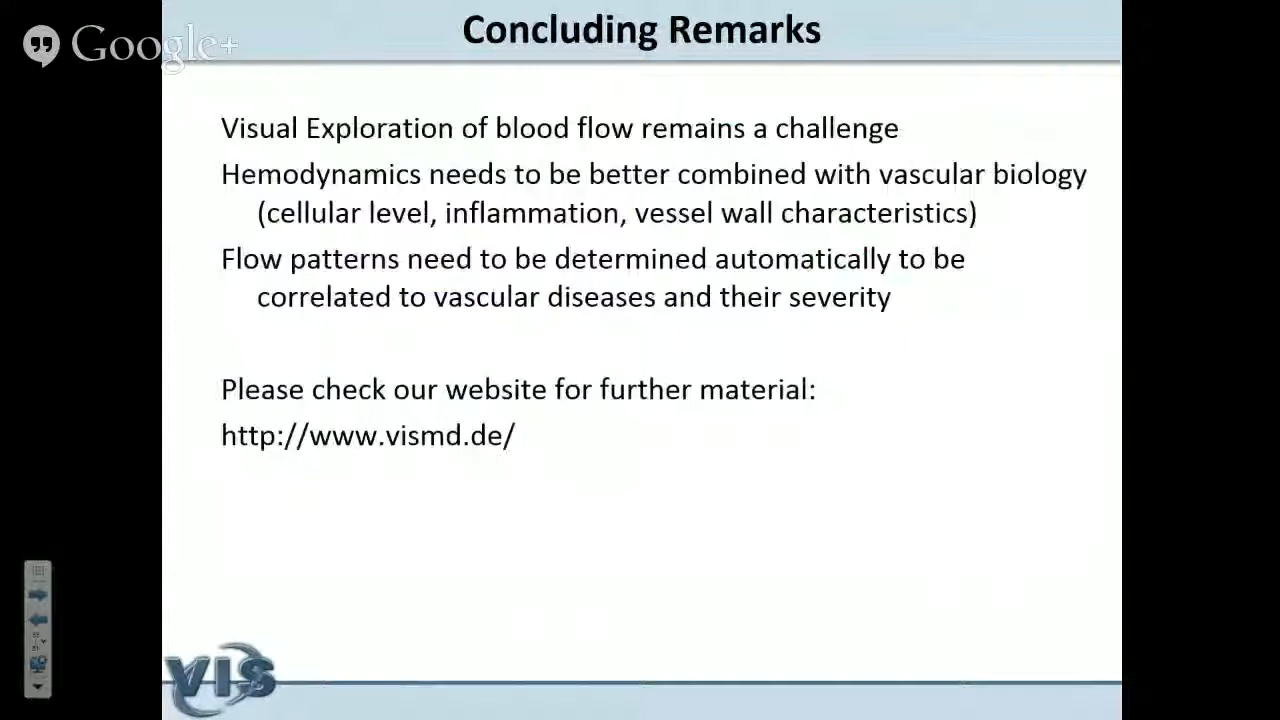 Concluding Remarks
Google+
Visual Exploration of blood flow remains a challenge
Hemodynamics needs to be better combined with vascular biology
(cellular level, inflammation, vessel wall characteristics)
Flow patterns need to be determined automatically to be
correlated to vascular diseases and their severity
Please check our website for further material:
http://www.vismd.de/
VIS